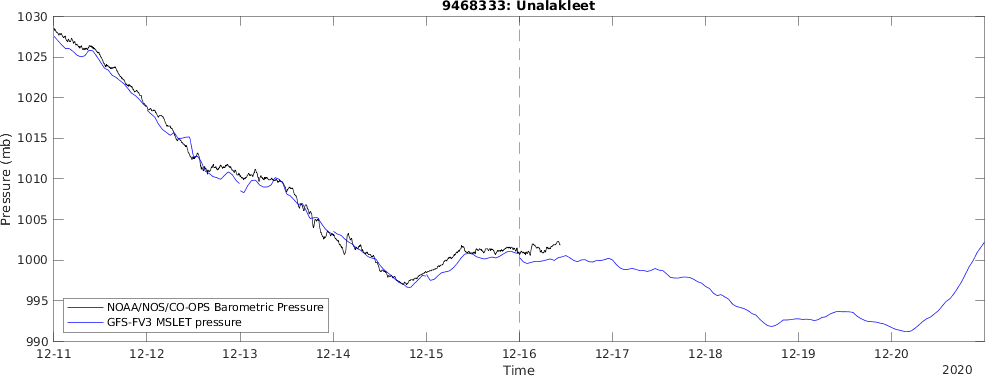 9468333: Unalakleet
1030
1025
1020
1015
1010
1005
1000
995
990
Pressure (mb)
NOAA/NOS/CO-OPS Barometric Pressure
GFS-FV3 MSLET pressure
12-11 12-12 12-13 12-14 12-15 12-16 12-17 12-18 12-19 12-20
Time
2020